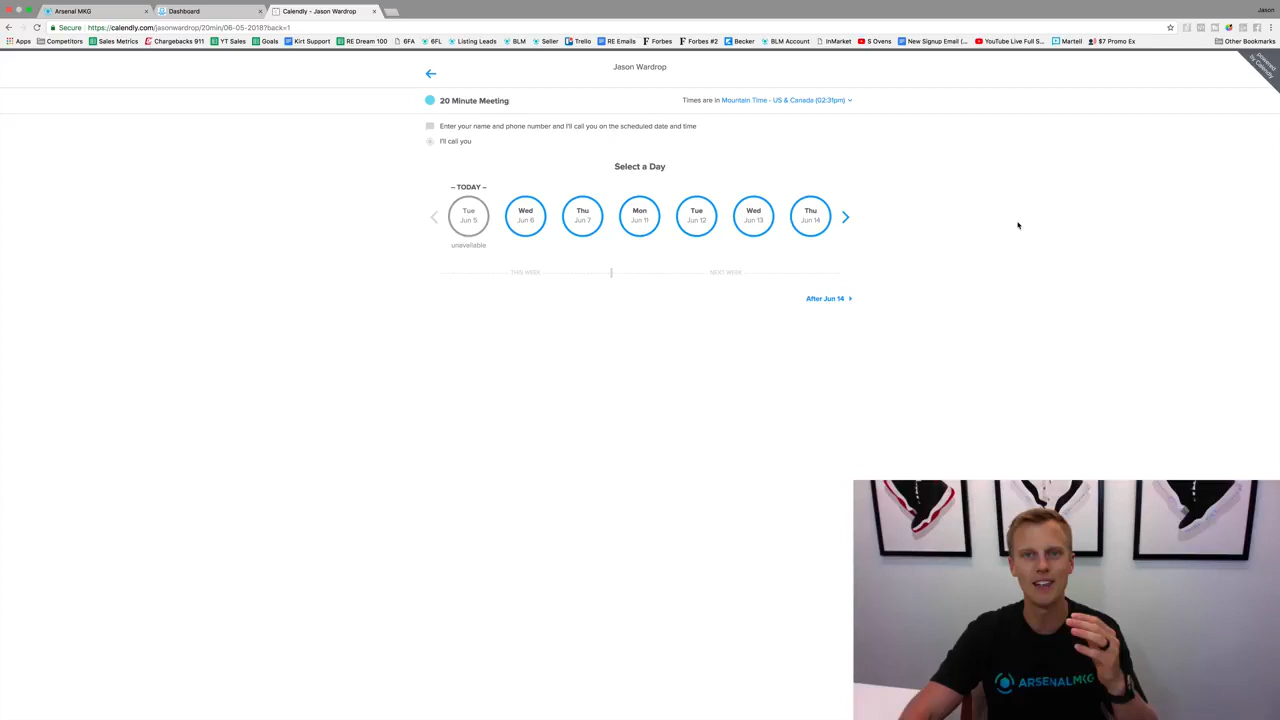 Arsenal MKG
Dashboard
Calendly - Jason Wardrop
Jason
Secure
https://calendly.com/jasonwardrop/20min/06-05-2018?back=1
Apps
Competitors
Sales Metrics
Chargebacks 911
YT Sales
Goals
Kirt Support
RE Dream 100
6FA
6FL
Listing Leads
BLM
Seller
Trello
RE Emails
Forbes
Forbes #2
Becker
BLM Account
InMarket
S Ovens
New Signup Email (...
YouTube Live Full S...
Martell
$7 Promo Ex
Other Bookmarks
powered
by Calendly
Jason Wardrop
20 Minute Meeting
Times are in Mountain Time - US & Canada (02:31pm)
Enter your name and phone number and I'll call you on the scheduled date and time
I'll call you
Select a Day
– TODAY –
Tue
Jun 5
Wed
Jun 6
Thu
Jun 7
Mon
Jun 11
Tue
Jun 12
Wed
Jun 13
Thu
Jun 14
unavailable
THIS WEEK
NEXT WEEK
After Jun 14
ARSENALMKG